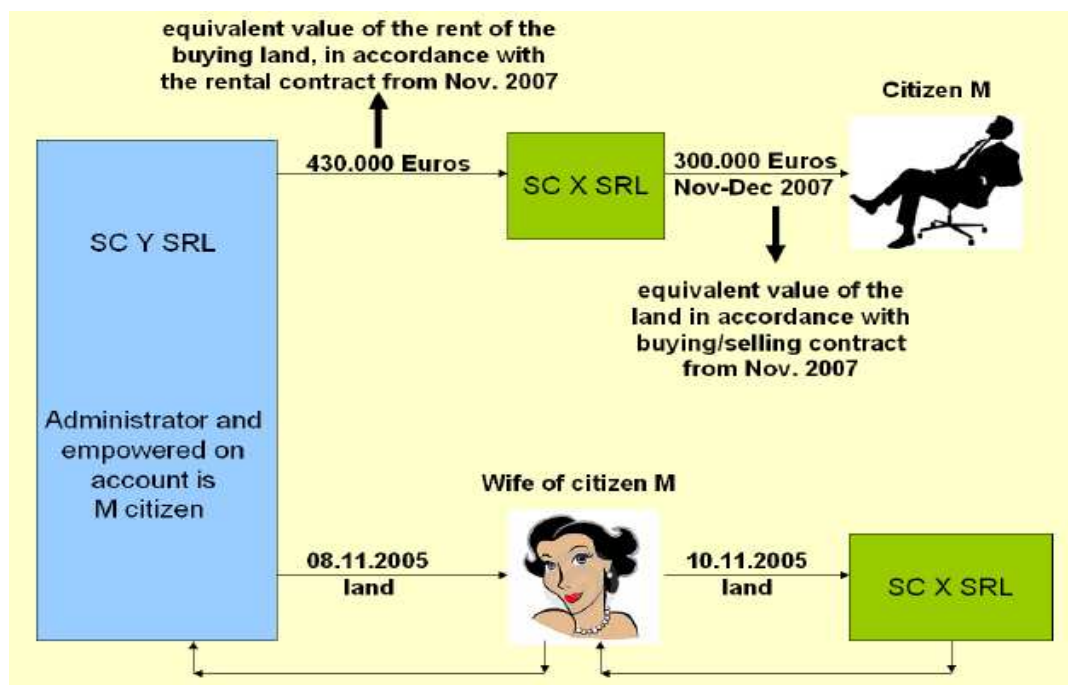 equivalent value of the rent of the
buying land, in accordance with
the rental contract from Nov. 2007
Citizen M
430.000 Euros
300.000 Euros
Nov-Dec 2007
SC X SRL
SC Y SRL
equivalent value of the
land in accordance with
buying/selling contract
from Nov. 2007
Administrator and
empowered on
account is
M citizen
Wife of citizen M
08.11.2005
land
10.11.2005
land
SC X SRL